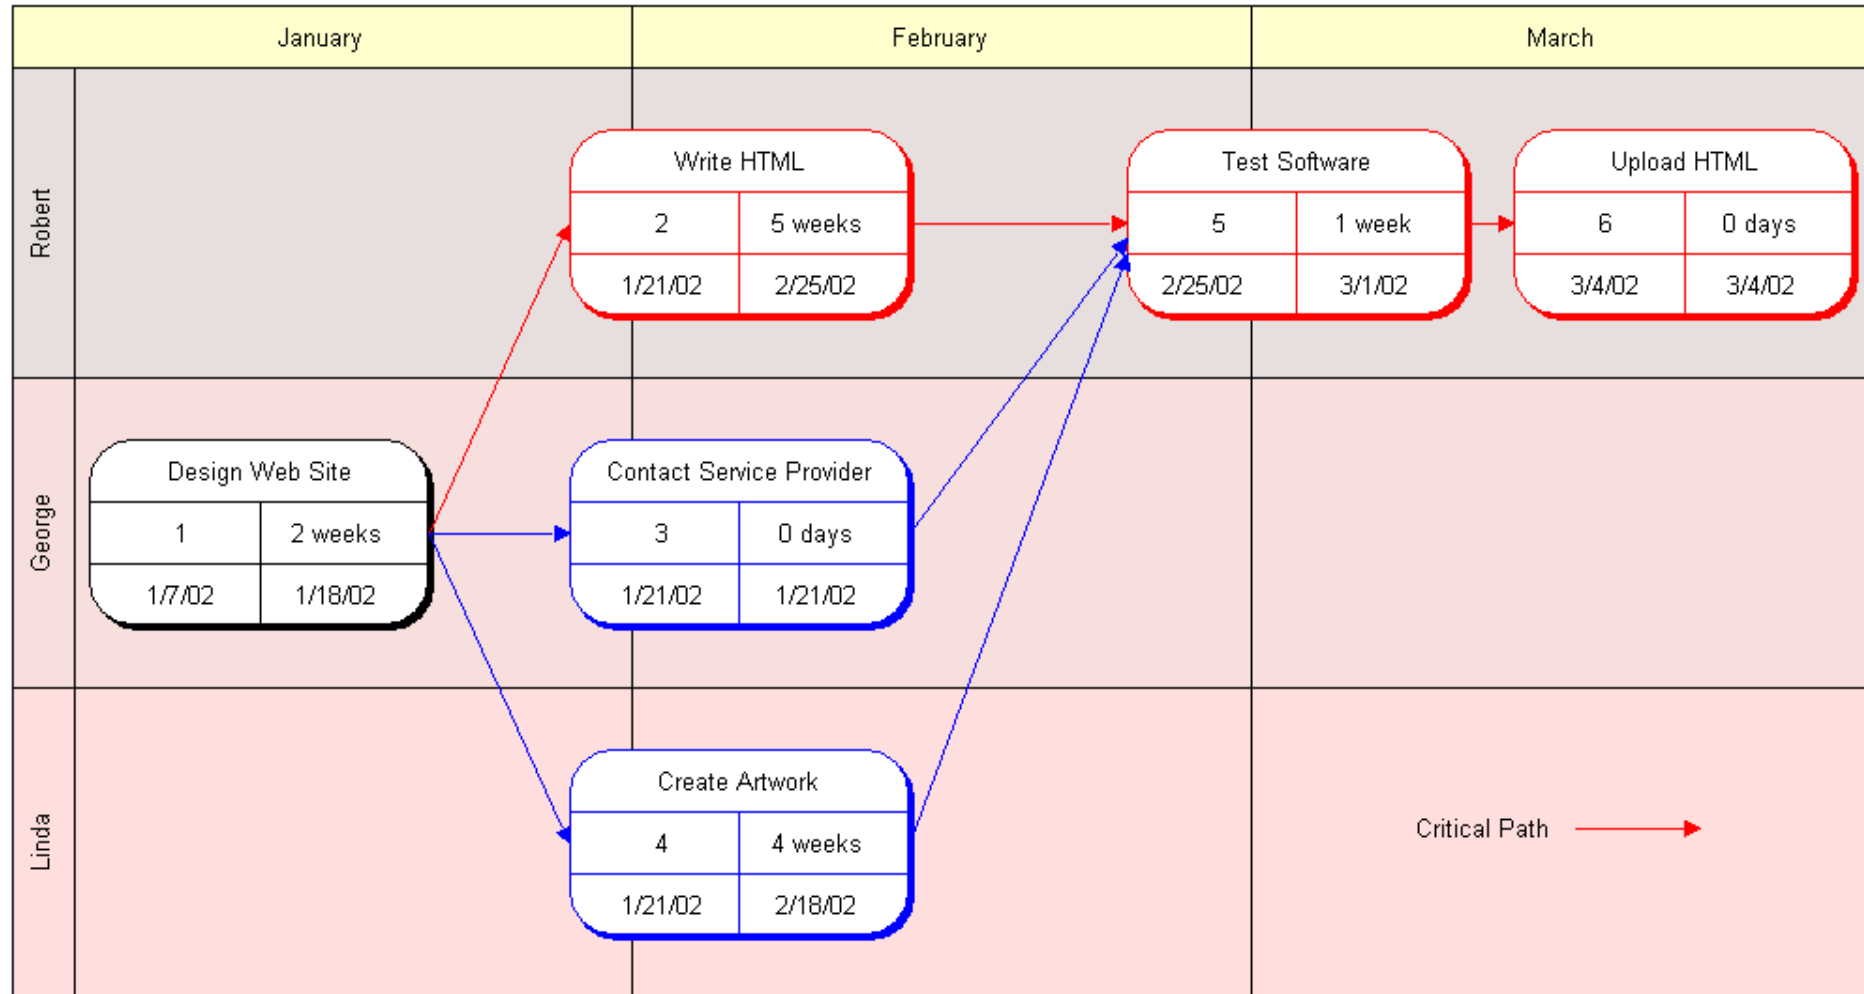 January February March
Robert
Write HTML
2 5 weeks
1/21/02 2/25/02
Test Software
5 1 week
2/25/02 3/1/02
Upload HTML
6 0 days
3/4/02 3/4/02
George
Design Web Site
1 2 weeks
1/7/02 1/18/02
Contact Service Provider
3 0 days
1/21/02 1/21/02
Linda
Create Artwork
4 4 weeks
1/21/02 2/18/02
Critical Path